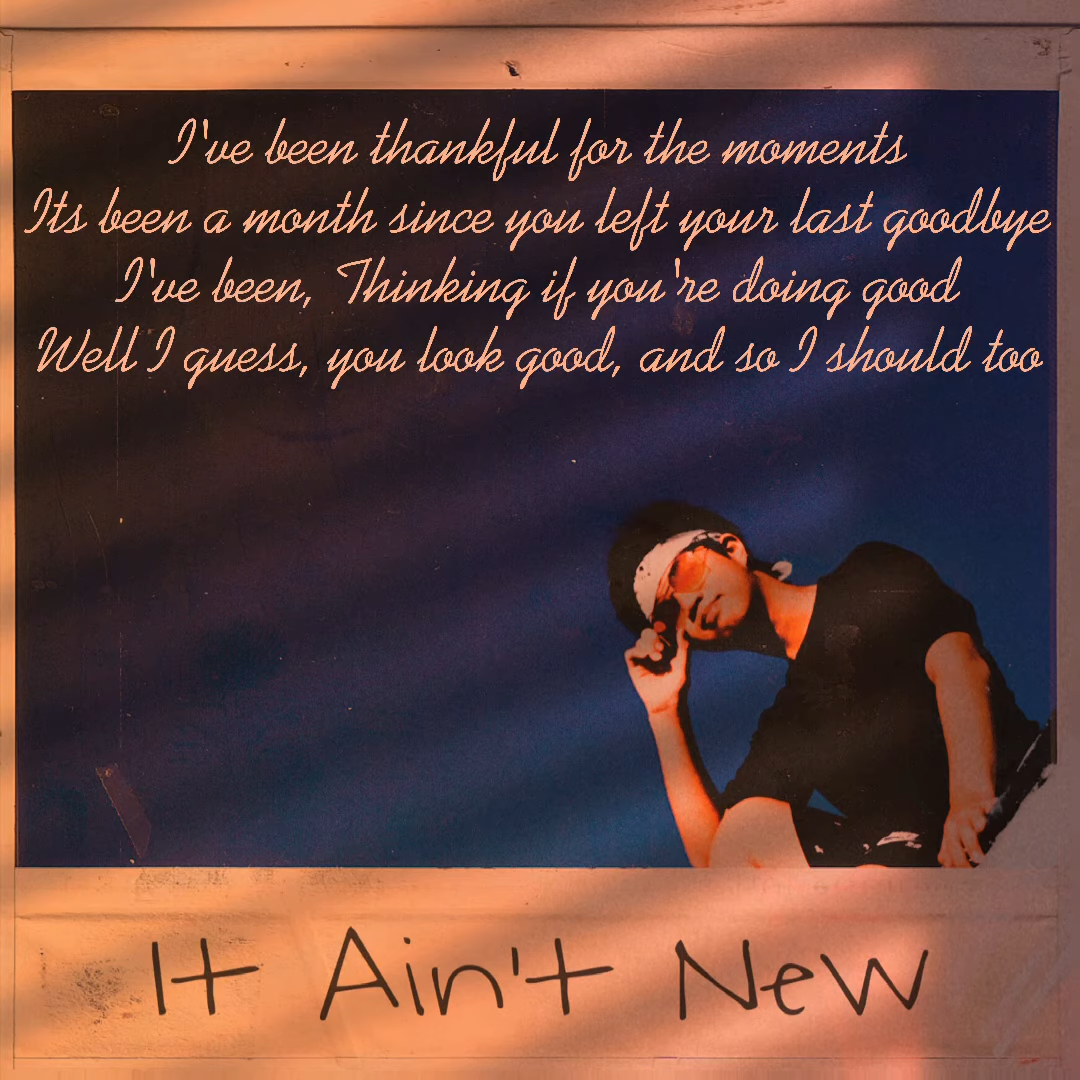 I've been thankful for the moments
Its been a month since you left your last goodbye
I've been, Thinking if you're doing good
Well I guess, you look good, and so I should too
It Ain't New